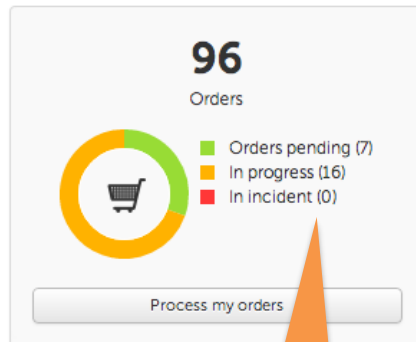 96
Orders
Orders pending (7)
In progress (16)
In incident (0)
Process my orders